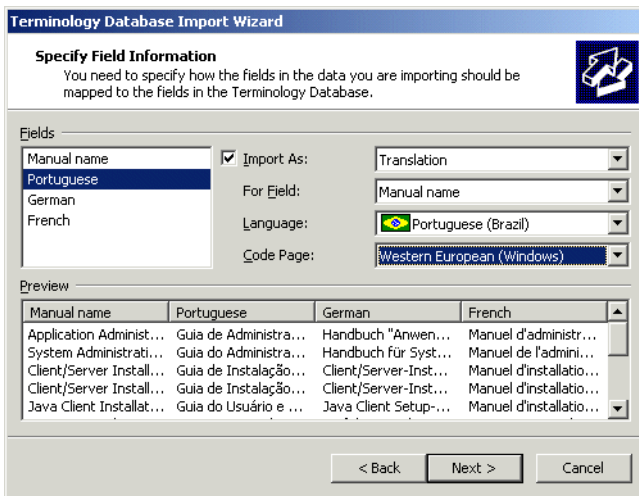 Terminology Database Import Wizard
Specify Field Information
You need to specify how the fields in the data you are importing should be
mapped to the fields in the Terminology Database.
Fields
Manual name
Portuguese
German
French
Import As: Translation
For Field: Manual name
Language: Portuguese (Brazil)
Code Page: Western European (Windows)
Preview
Manual name Portuguese German French
Application Administ... Guia de Administra... Handbuch "Anwen... Manuel d'administr...
System Administrati... Guia do Administra... Handbuch für Syst... Manuel de l'admini...
Client/Server Install... Guia de Instalação... Client/Server-Inst... Manuel d'installatio...
Client/Server Install... Guia de Instalação... Client/Server-Inst... Manuel d'installatio...
Java Client Installat... Guia do Usuário e ... Java Client Setup-... Manuel d'installatio...
< Back Next > Cancel